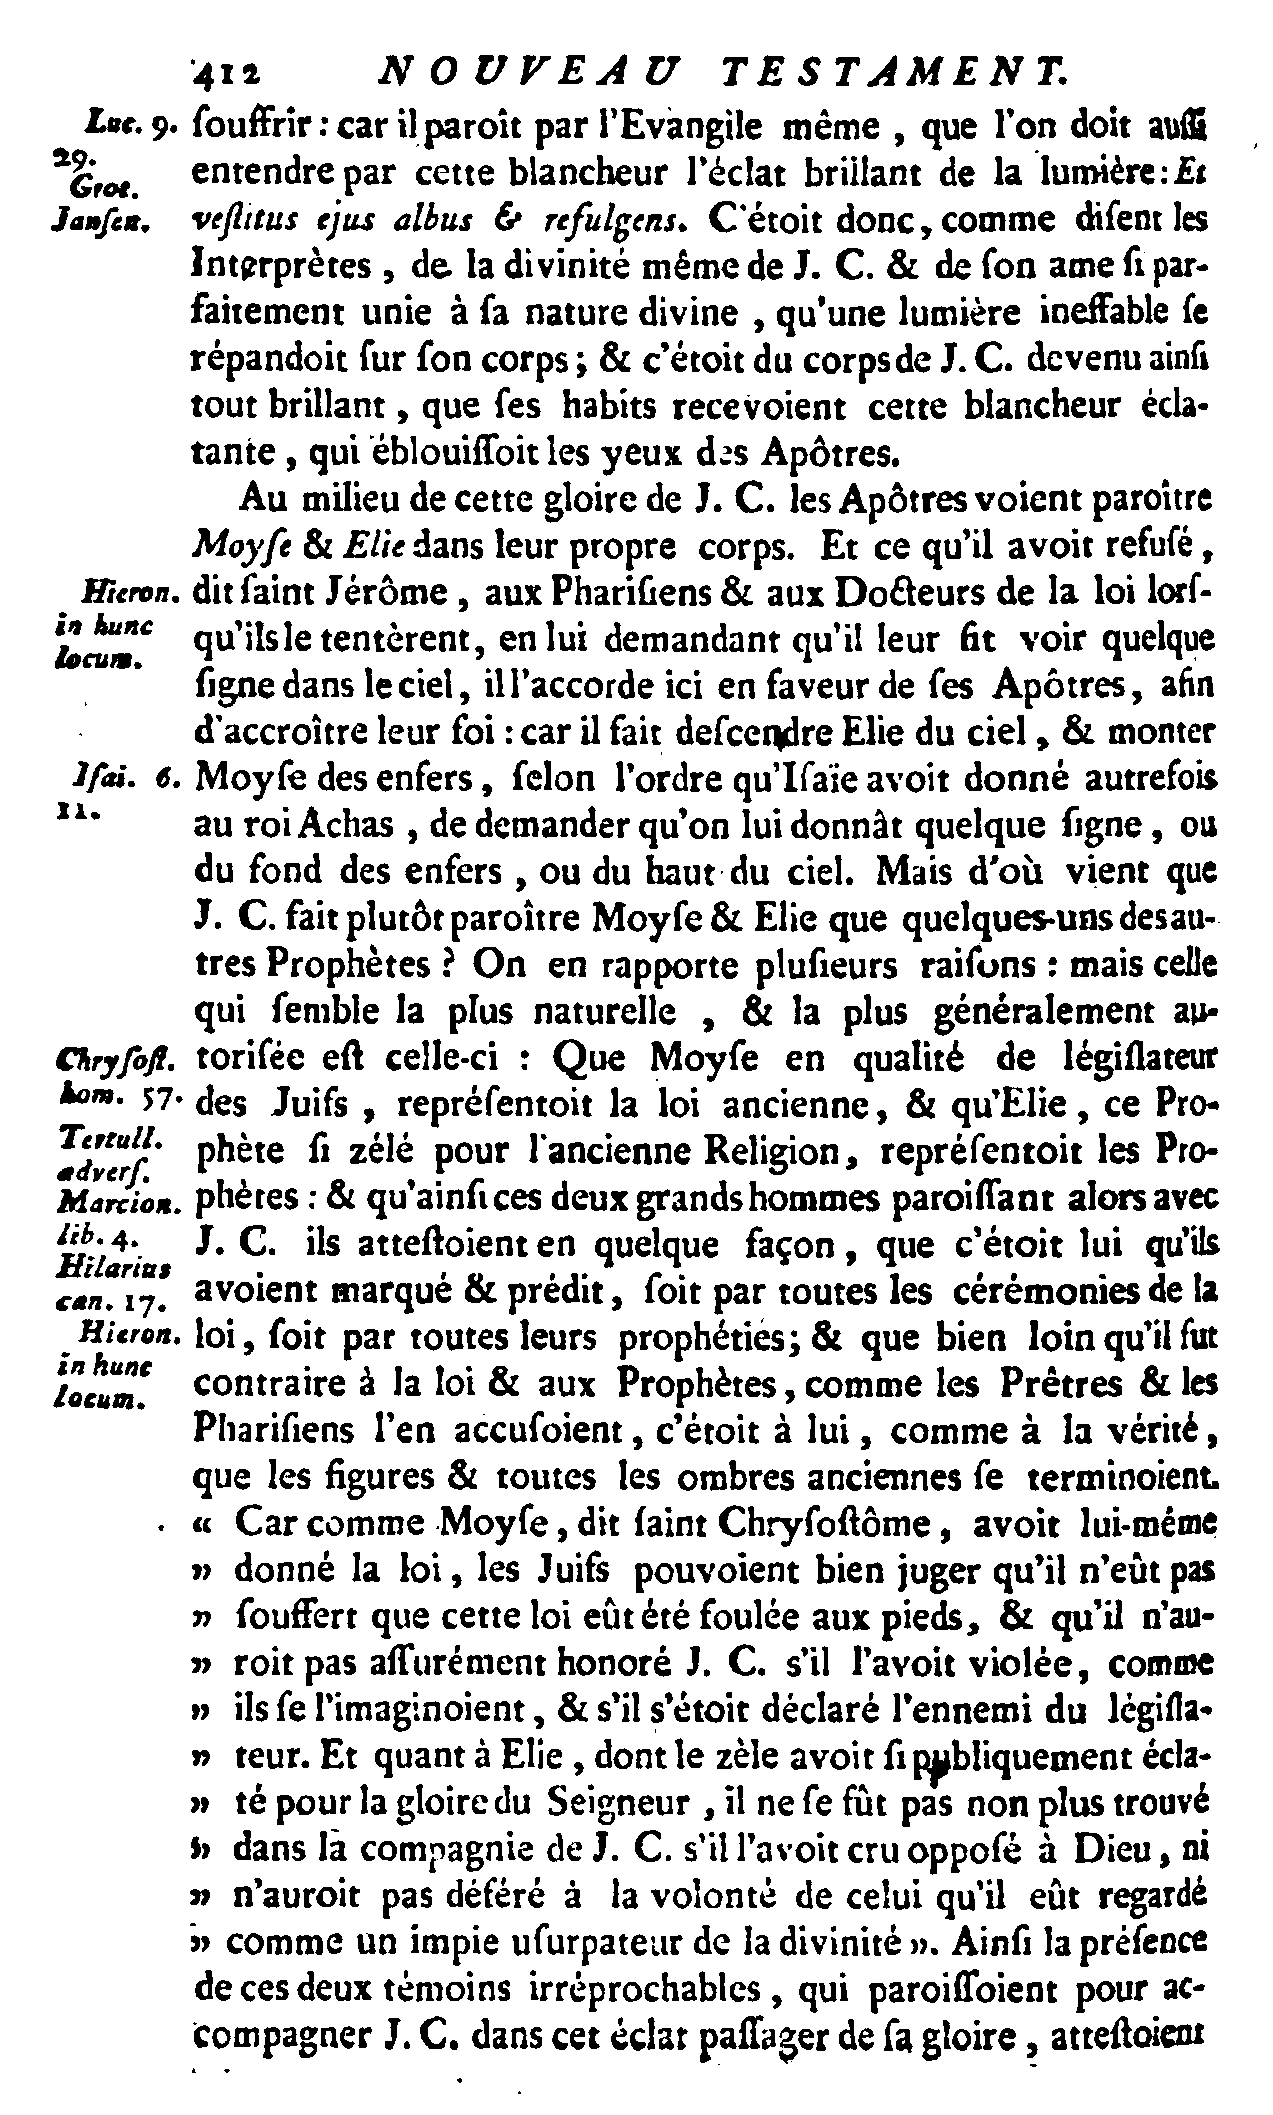 412 NOUVEAU TESTAMENT.
Luc. 9. ſouffrir : car il paroît par l'Evangile même , que l'on doit auſſi
29.
Grot. entendre par cette blancheur l'éclat brillant de la lumière: Et
Janſen. veſtitus ejus albus & refulgens. C'étoit donc, comme diſent les
Interprètes , de la divinité même de J. C. & de ſon ame ſi par-
faitement unie à ſa nature divine , qu'une lumière ineffable ſe
répandoit ſur ſon corps ; & c'étoit du corps de J. C. devenu ainſi
tout brillant , que ſes habits recevoient cette blancheur écla-
tante , qui éblouiſſoit les yeux des Apôtres.
Au milieu de cette gloire de J. C. les Apôtres voient paroître
Moyſe & Elie dans leur propre corps. Et ce qu'il avoit refuſé ,
Hieron. dit ſaint Jérôme , aux Phariſiens & aux Docteurs de la loi lorſ-
in hunc qu'ils le tentèrent, en lui demandant qu'il leur fit voir quelque
locum.
ſigne dans le ciel, il l'accorde ici en faveur de ſes Apôtres, afin
d'accroître leur foi : car il fait deſcendre Elie du ciel , & monter
Iſai. 6. Moyſe des enfers , ſelon l'ordre qu'Iſaïe avoit donné autrefois
11. au roi Achas , de demander qu'on lui donnât quelque ſigne , ou
du fond des enfers , ou du haut du ciel. Mais d'où vient que
J. C. fait plutôt paroître Moyſe & Elie que quelques-uns des au-
tres Prophètes ? On en rapporte pluſieurs raiſons : mais celle
qui ſemble la plus naturelle , & la plus généralement au-
Chryſoſt. toriſée eſt celle-ci : Que Moyſe en qualité de légiſlateur
hom. 57. des Juifs , repréſentoit la loi ancienne, & qu'Elie , ce Pro-
Tertull. phète ſi zélé pour l'ancienne Religion, repréſentoit les Pro-
adverſ.
Marcion. phètes : & qu'ainſi ces deux grands hommes paroiſſant alors avec
lib. 4. J. C. ils atteſtoient en quelque façon , que c'étoit lui qu'ils
Hilarius
can. 17. avoient marqué & prédit, ſoit par toutes les cérémonies de la
Hieron. loi, ſoit par toutes leurs prophéties; & que bien loin qu'il fut
in hunc contraire à la loi & aux Prophètes, comme les Prêtres & les
locum.
Phariſiens l'en accuſoient, c'étoit à lui, comme à la vérité,
que les figures & toutes les ombres anciennes ſe terminoient.
« Car comme Moyſe, dit ſaint Chryſoſtôme, avoit lui-méme
» donné la loi, les Juifs pouvoient bien juger qu'il n'eût pas
» ſouffert que cette loi eût été foulée aux pieds, & qu'il n'au-
» roit pas aſſurément honoré J. C. s'il l'avoit violée, comme
» ils ſe l'imaginoient, & s'il s'étoit déclaré l'ennemi du légiſla-
» teur. Et quant à Elie , dont le zèle avoit ſi publiquement écla-
» té pour la gloire du Seigneur , il ne ſe fût pas non plus trouvé
» dans la compagnie de J. C. s'il l'avoit cru oppoſé à Dieu, ni
» n'auroit pas déféré à la volonté de celui qu'il eût regardé
» comme un impie uſurpateur de la divinité ». Ainſi la préſence
de ces deux témoins irréprochables , qui paroiſſoient pour ac-
compagner J. C. dans cet éclat paſſager de ſa gloire , atteſtoient